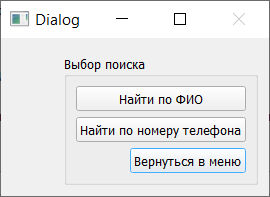 Dialog
Выбор поиска
Найти по ФИО
Найти по номеру телефона
Вернуться в меню